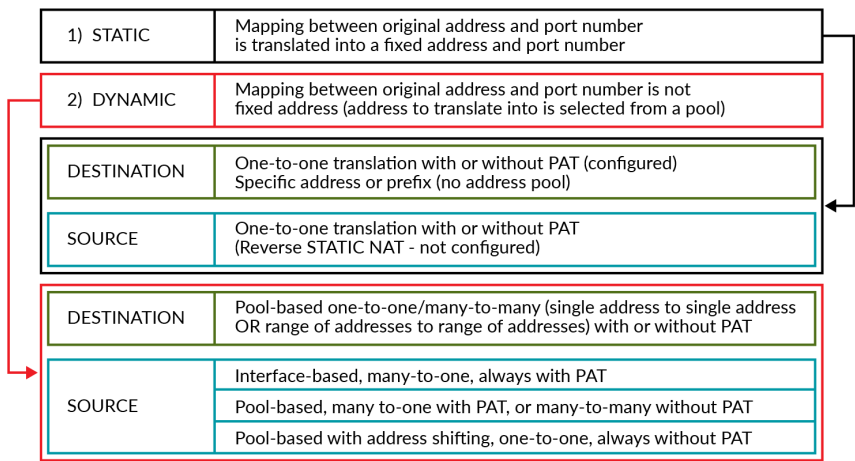 1) STATIC
Mapping between original address and port number
is translated into a fixed address and port number
2) DYNAMIC
Mapping between original address and port number is not
fixed address (address to translate into is selected from a pool)
DESTINATION
One-to-one translation with or without PAT (configured)
Specific address or prefix (no address pool)
SOURCE
One-to-one translation with or without PAT
(Reverse STATIC NAT - not configured)
DESTINATION
Pool-based one-to-one/many-to-many (single address to single address
OR range of addresses to range of addresses) with or without PAT
SOURCE
Interface-based, many-to-one, always with PAT
Pool-based, many to-one with PAT, or many-to-many without PAT
Pool-based with address shifting, one-to-one, always without PAT